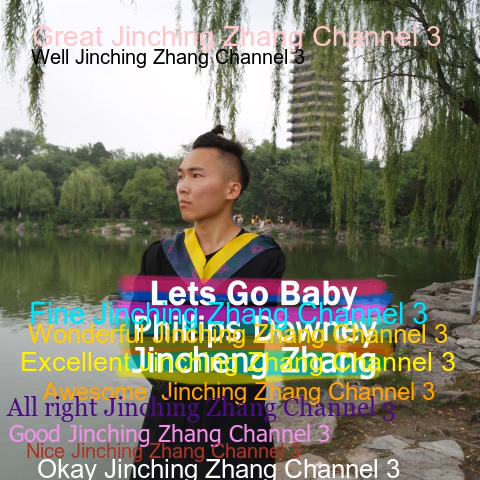 Great Jinching Zhang Channel 3
Well Jinching Zhang Channel 3
Lets Go Baby
Fine Jinching Zhang Channel 3
Philips Downey
Wonderful Jinching Zhang Channel 3
Jincheng Zhang
Excellent Jinching Zhang Channel 3
Awesome  Jinching Zhang Channel 3
All right Jinching Zhang Channel 3
Good Jinching Zhang Channel 3
Nice Jinching Zhang Channel 3
Okay Jinching Zhang Channel 3